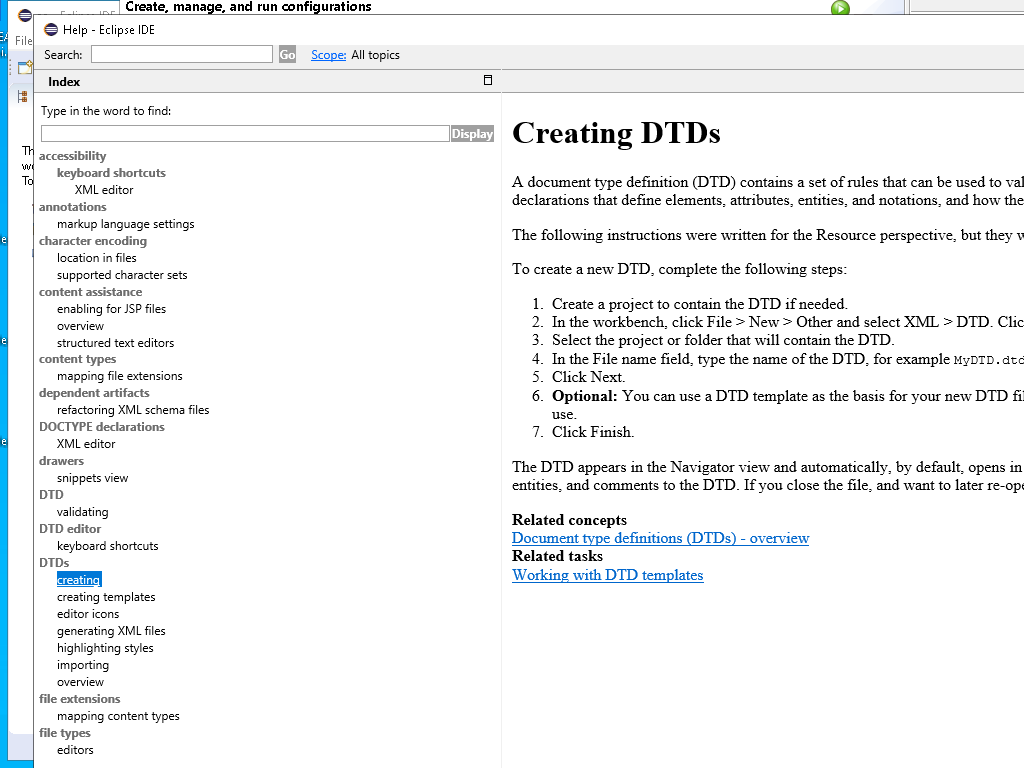 Create, manage, and run configurations
Eclipse IDE
Help - Eclipse IDE
File
Search:
Go
Scope:
All topics
Index
Type in the word to find:
Display
accessibility
keyboard shortcuts
XML editor
annotations
markup language settings
character encoding
location in files
supported character sets
content assistance
enabling for JSP files
overview
structured text editors
content types
mapping file extensions
dependent artifacts
refactoring XML schema files
DOCTYPE declarations
XML editor
drawers
snippets view
DTD
validating
DTD editor
keyboard shortcuts
DTDs
creating
creating templates
editor icons
generating XML files
highlighting styles
importing
overview
file extensions
mapping content types
file types
editors
Creating DTDs
A document type definition (DTD) contains a set of rules that can be used to
declarations that define elements, attributes, entities, and notations, and how the
The following instructions were written for the Resource perspective, but they
To create a new DTD, complete the following steps:
1. Create a project to contain the DTD if needed.
2. In the workbench, click File > New > Other and select XML > DTD.
3. Select the project or folder that will contain the DTD.
4. In the File name field, type the name of the DTD, for example MyDTD.dtd
5. Click Next.
6. Optional: You can use a DTD template as the basis for your new DTD
use.
7. Click Finish.
The DTD appears in the Navigator view and automatically, by default, opens in
entities, and comments to the DTD. If you close the file, and want to later
Related concepts
Document type definitions (DTDs) - overview
Related tasks
Working with DTD templates